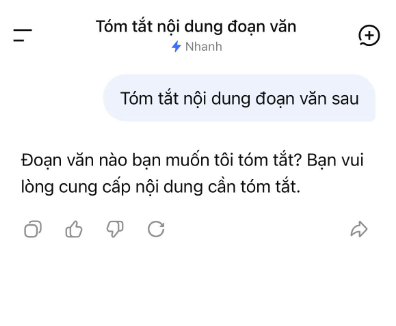 Tóm tắt nội dung đoạn văn
Nhanh
Tóm tắt nội dung đoạn văn sau
Đoạn văn nào bạn muốn tôi tóm tắt? Bạn vui
lòng cung cấp nội dung cần tóm tắt.